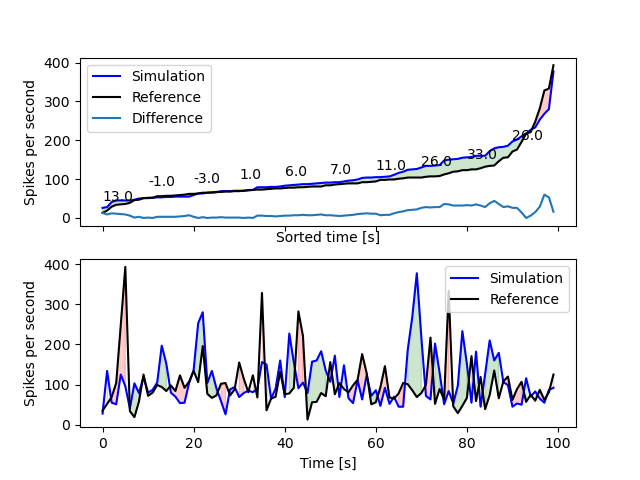 400
300
200
100
0
Spikes per second
Simulation
Reference
Difference
13.0 -1.0 -3.0 1.0 6.0 7.0 11.0 26.0 33.0 26.0
Sorted time [s]
400
300
200
100
0
Spikes per second
Simulation
Reference
0 20 40 60 80 100
Time [s]